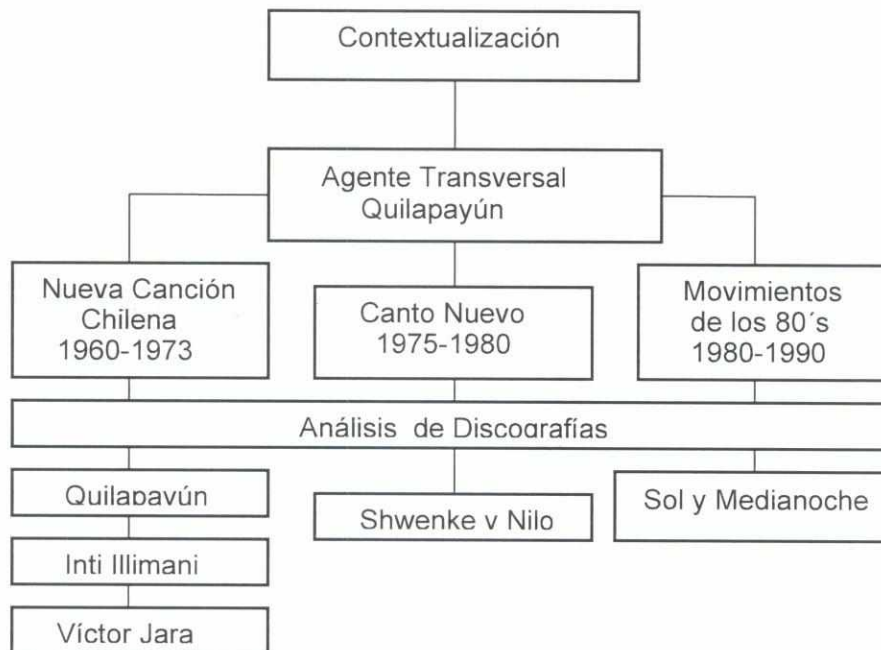 Contextualización
Agente Transversal
Quilapayún
Nueva Canción
Chilena
1960-1973
Canto Nuevo
1975-1980
Movimientos
de los 80´s
1980-1990
Análisis de Discografías
Quilapayún
Shwenke y Nilo
Sol y Medianoche
Inti Illimani
Víctor Jara